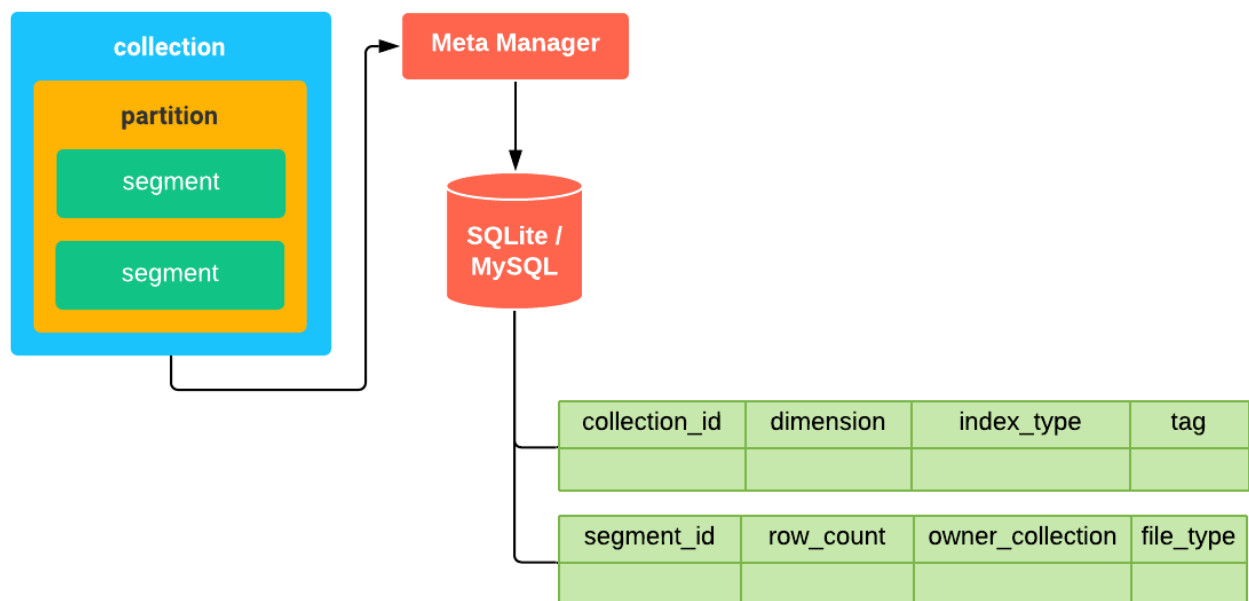 collection
partition
segment
segment
Meta Manager
SQLite /
MySQL
collection_id dimension index_type tag
segment_id row_count owner_collection file_type